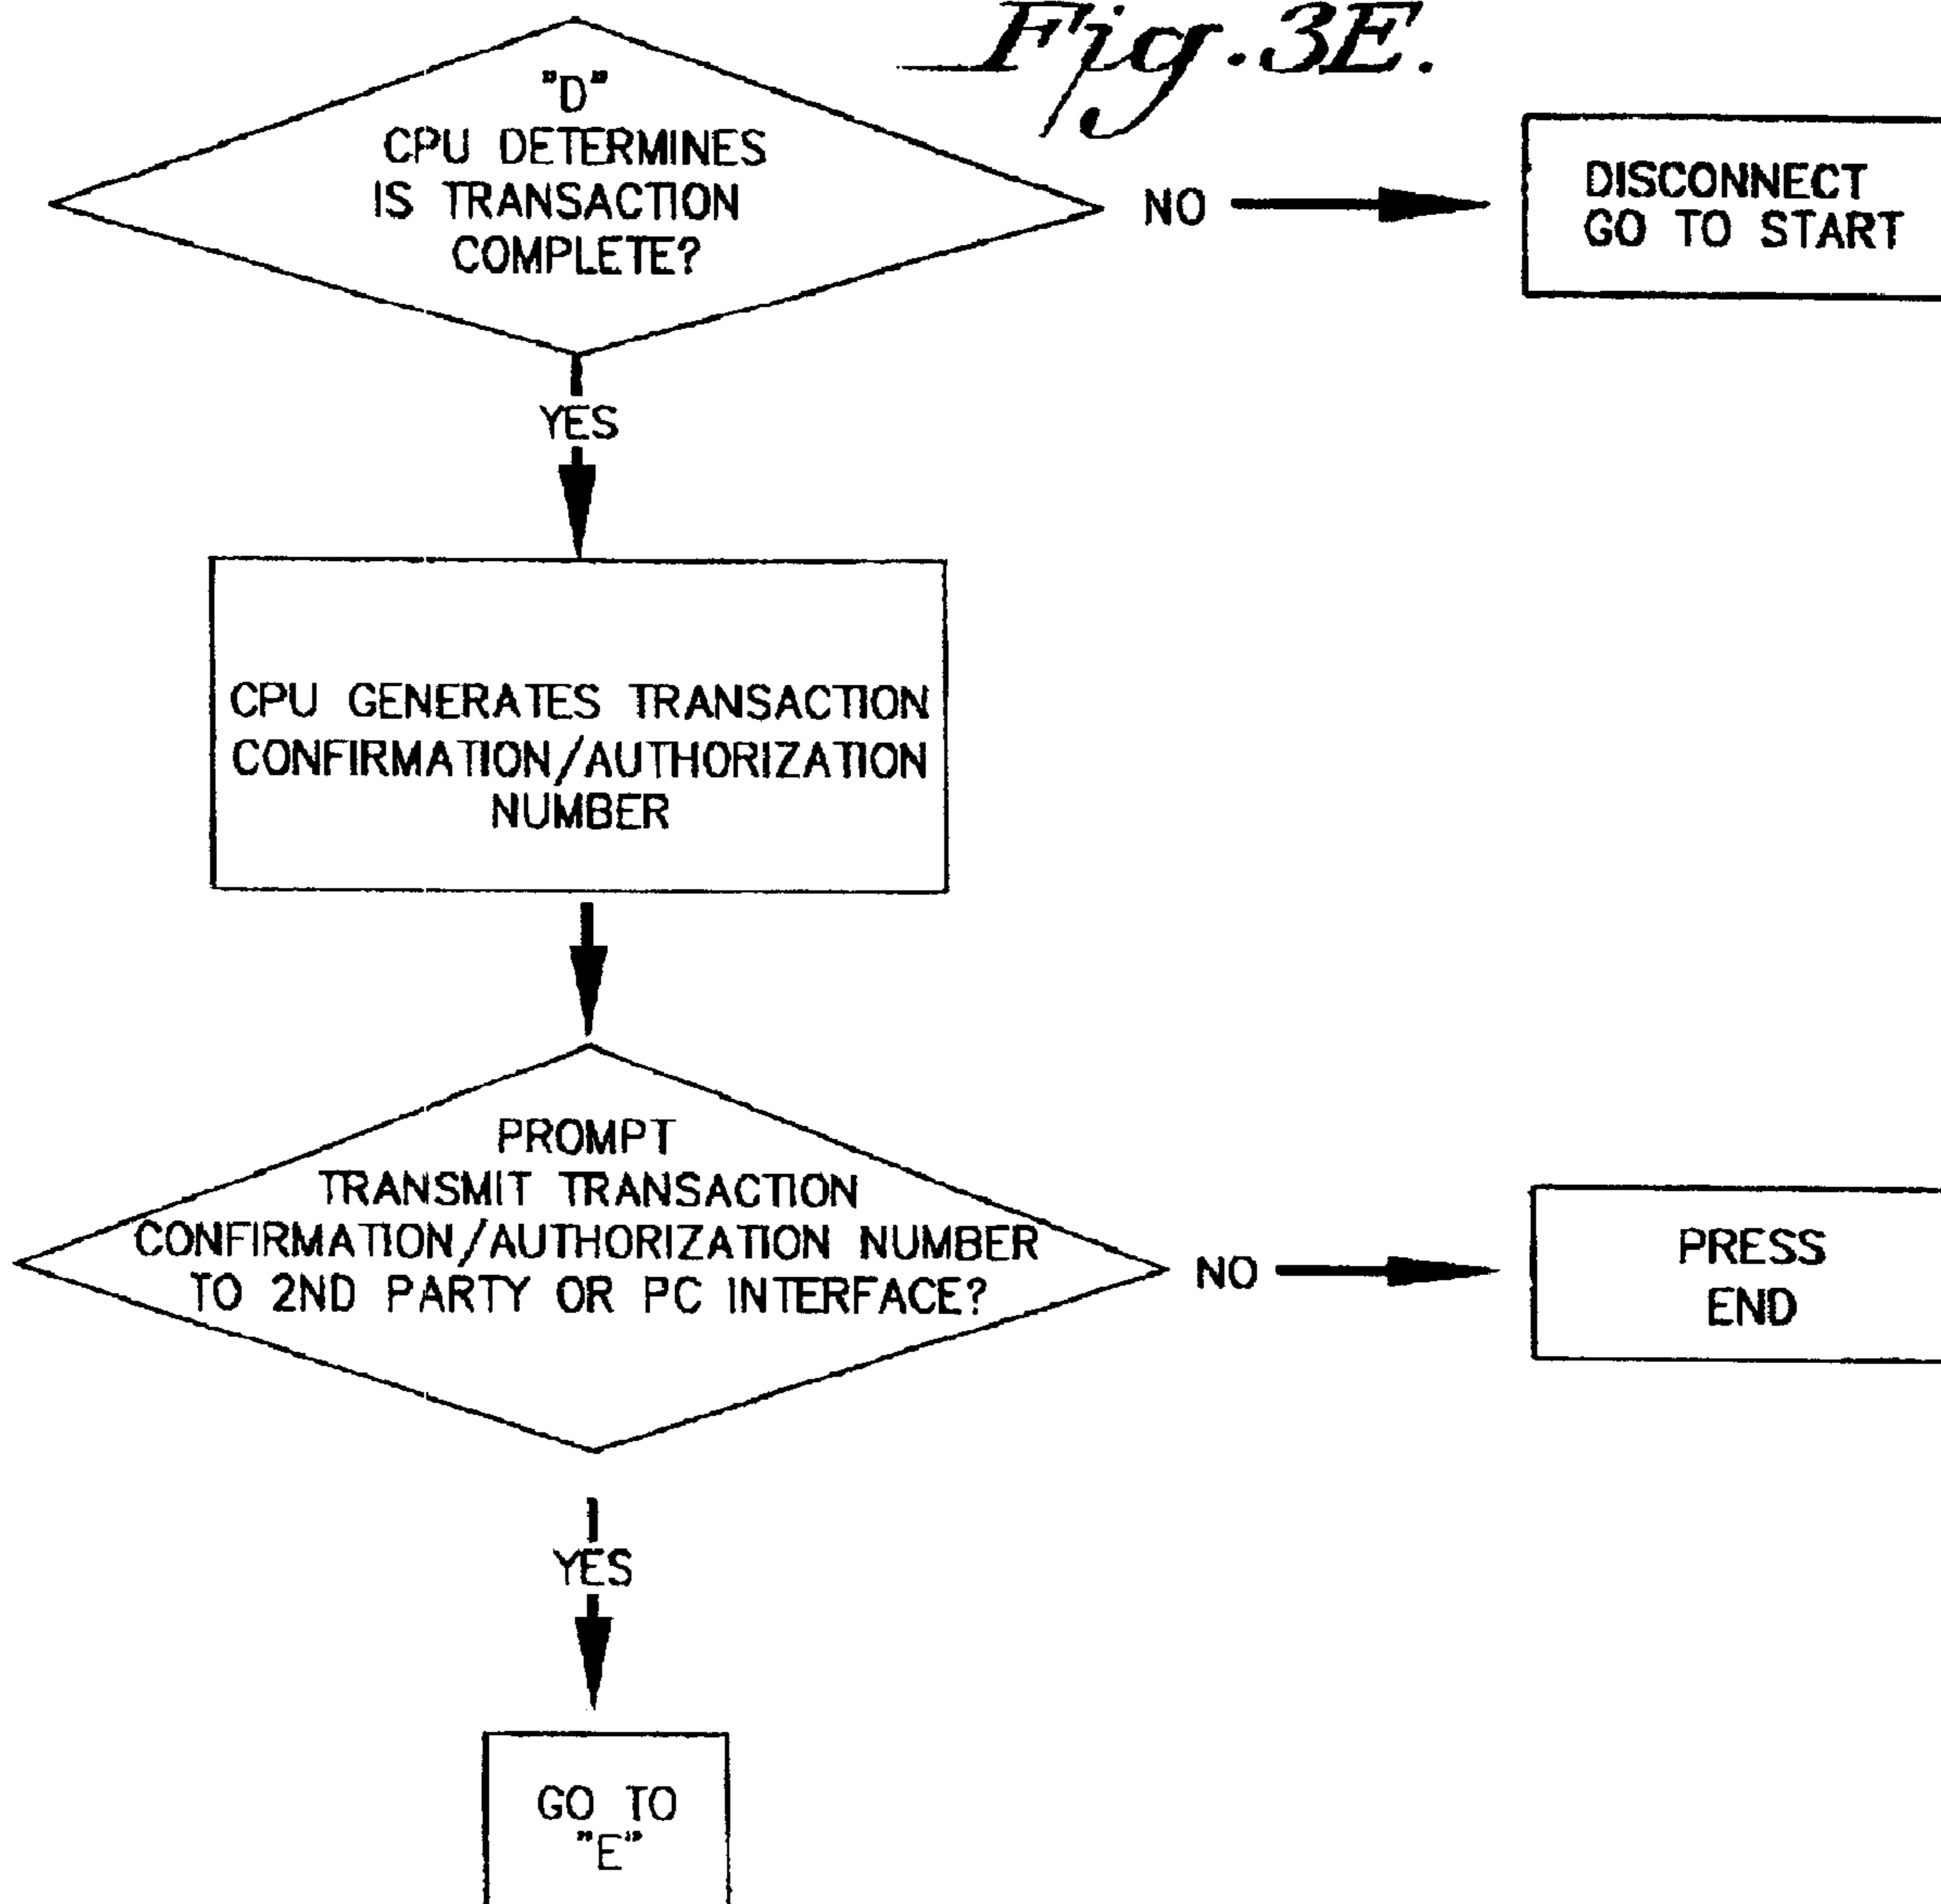 Fig. 3E.
"D"
CPU DETERMINES
IS TRANSACTION
COMPLETE?
NO
DISCONNECT
GO TO START
YES
CPU GENERATES TRANSACTION
CONFIRMATION/AUTHORIZATION
NUMBER
PROMPT
TRANSMIT TRANSACTION
CONFIRMATION/AUTHORIZATION NUMBER
TO 2ND PARTY OR PC INTERFACE?
NO
PRESS
END
YES
GO TO
"E"